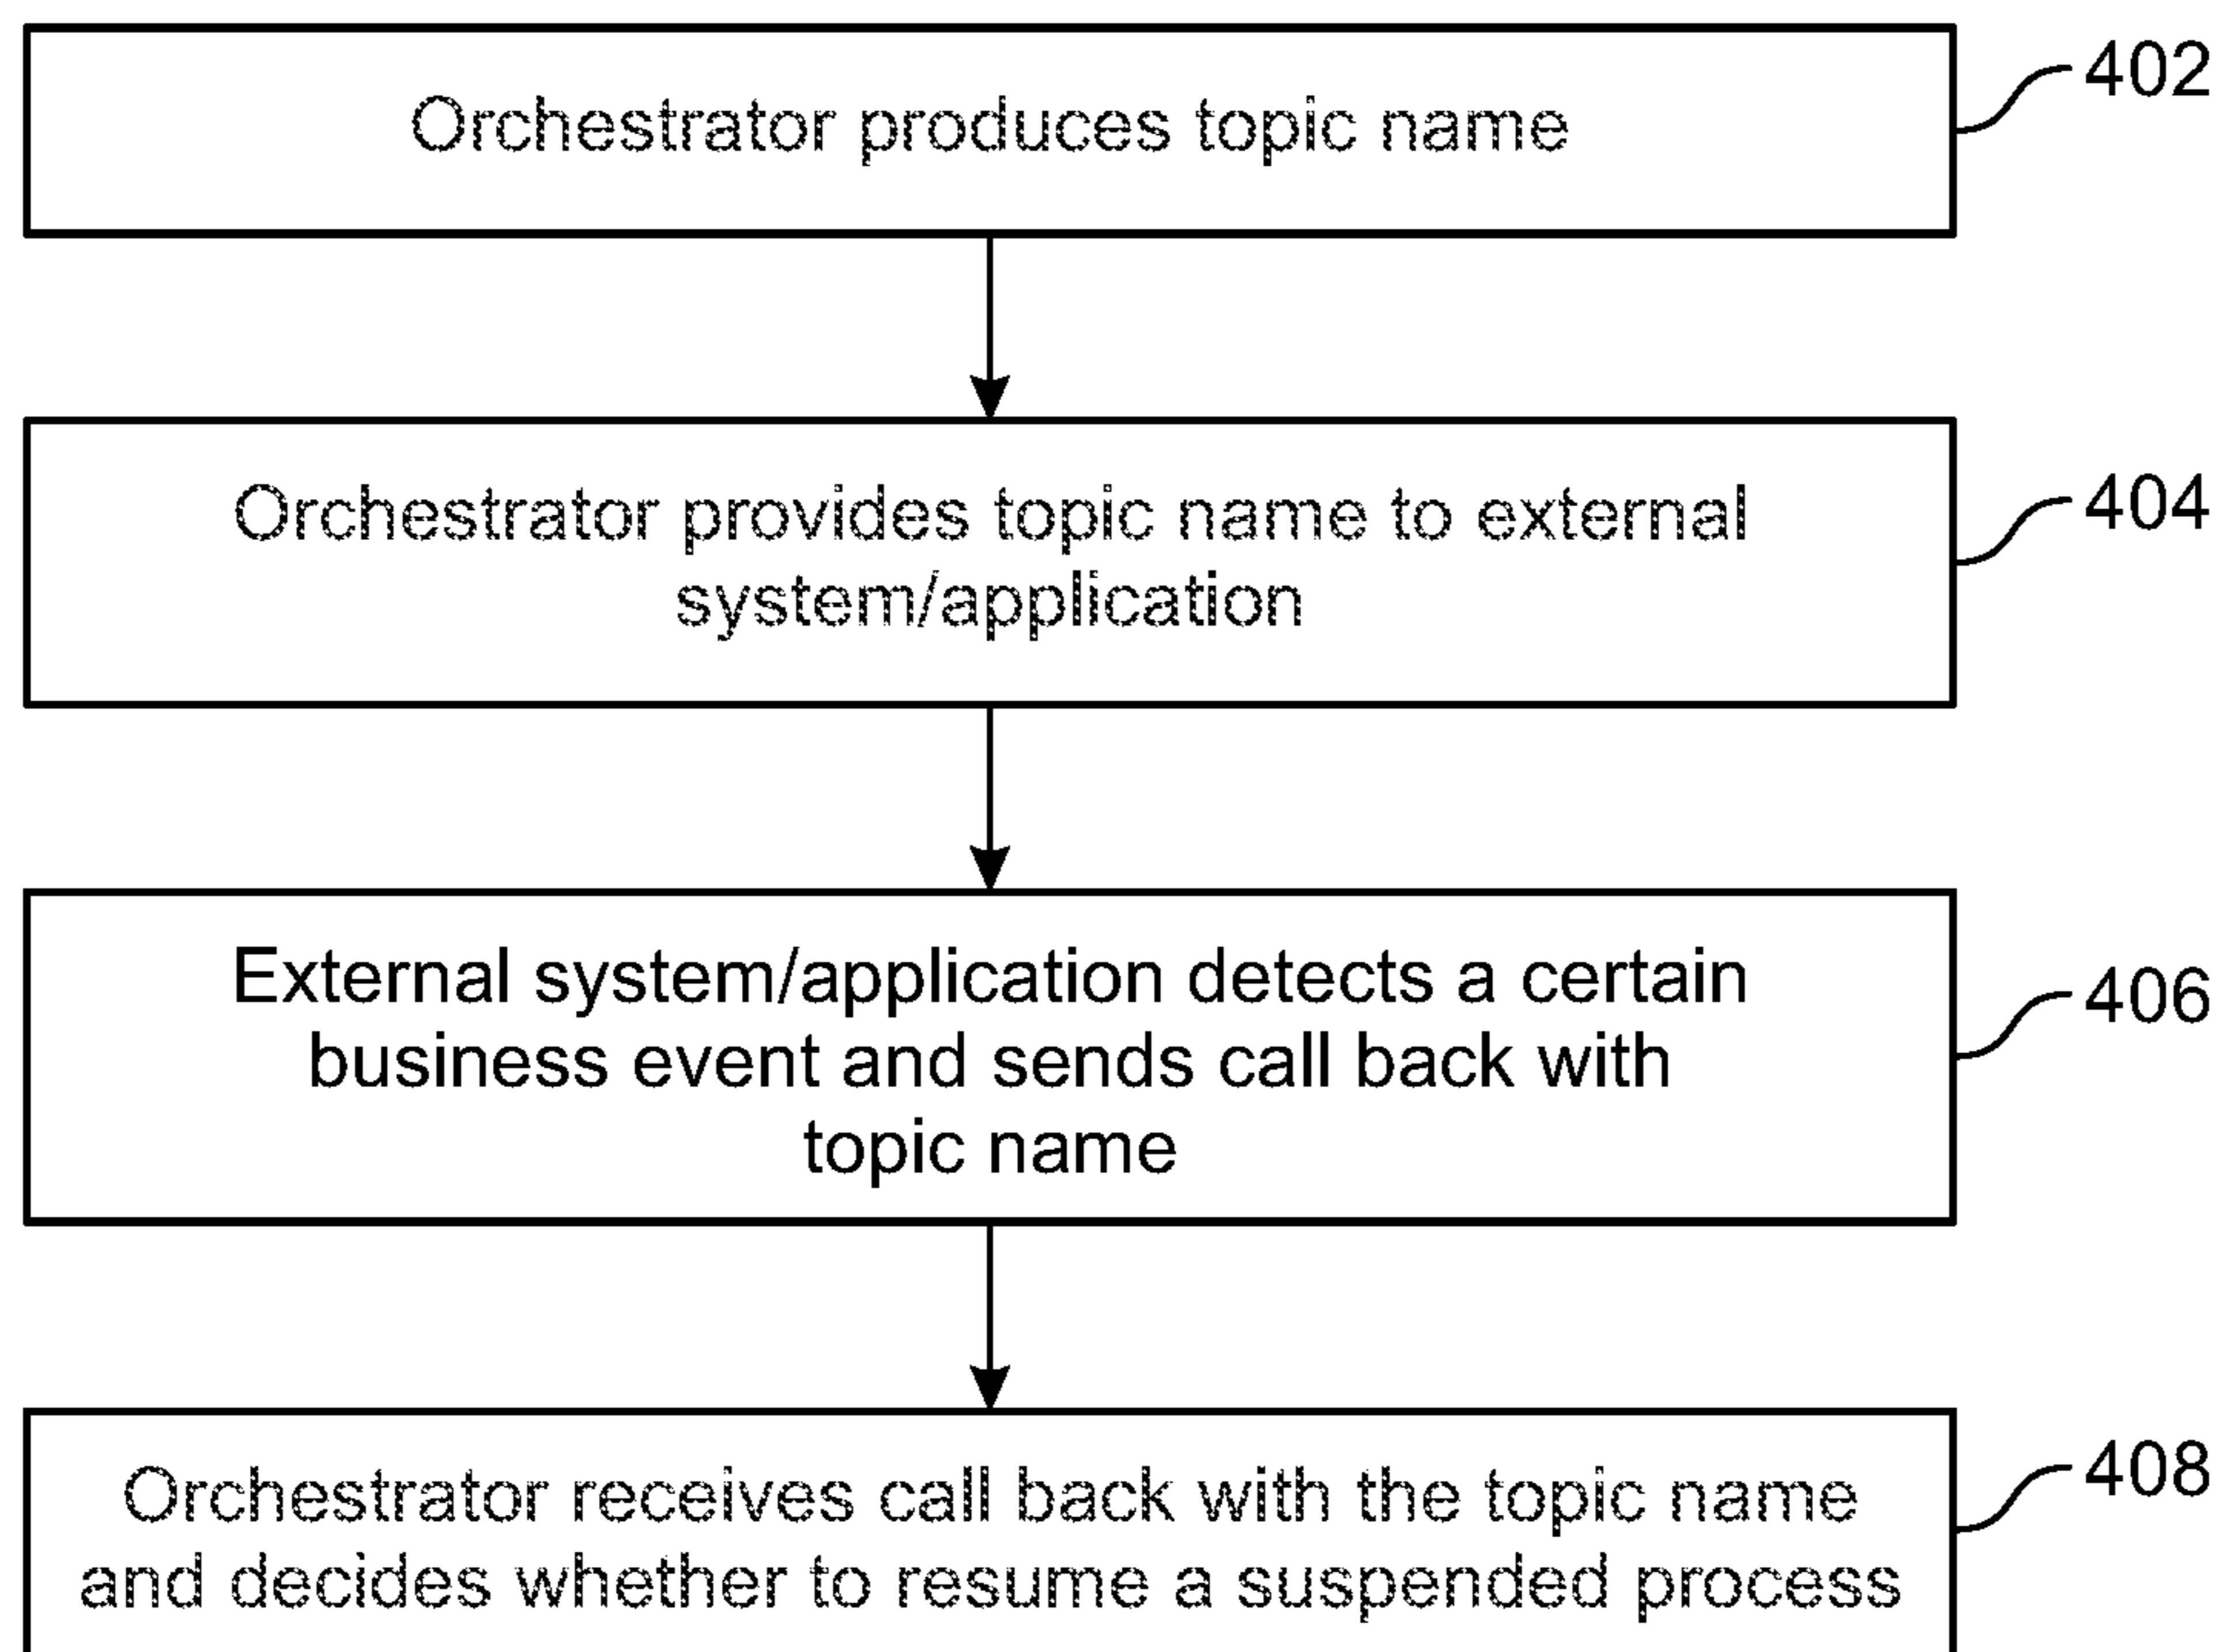 Orchestrator produces topic name
402
Orchestrator provides topic name to external
system/application
404
External system/application detects a certain
business event and sends call back with
topic name
406
Orchestrator receives call back with the topic name
and decides whether to resume a suspended process
408